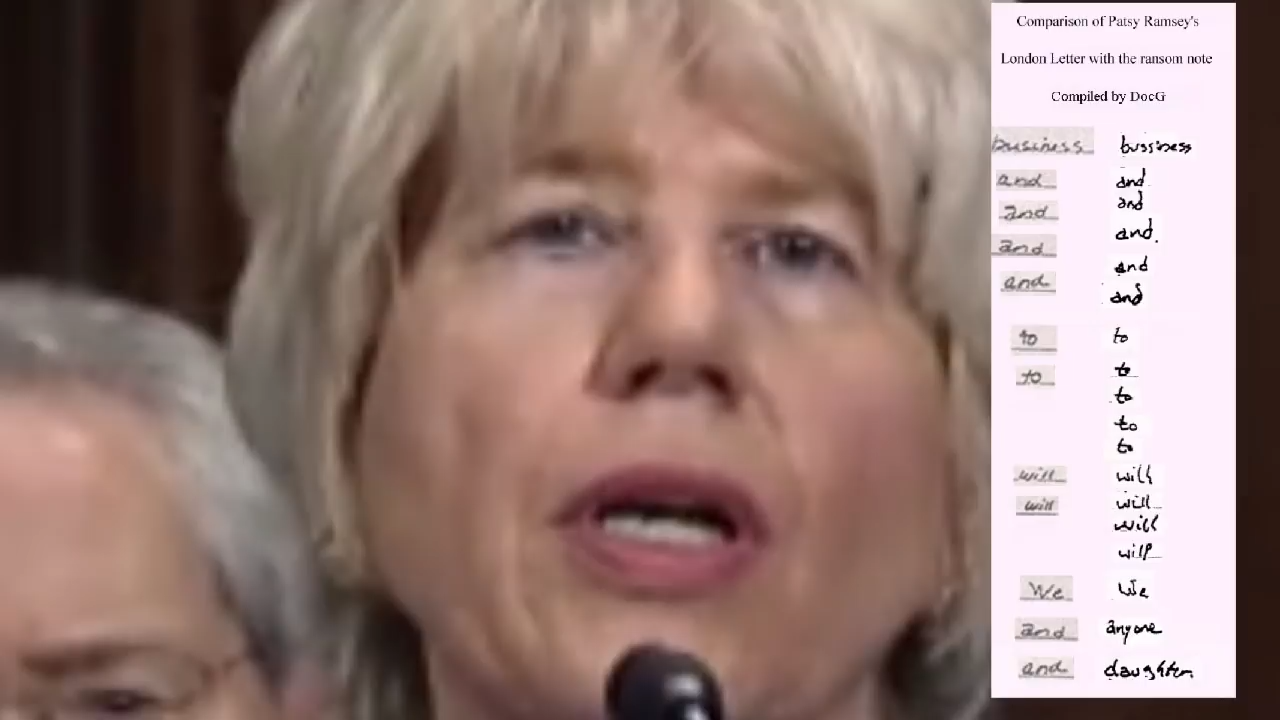 Comparison of Patsy Ramsey's
London Letter with the ransom note
Compiled by DocG
business bussiness
and and
and and
and and.
and and
and
to to
to to
to
to
to
will will
will will
will
will
We We
and anyone
and daughter